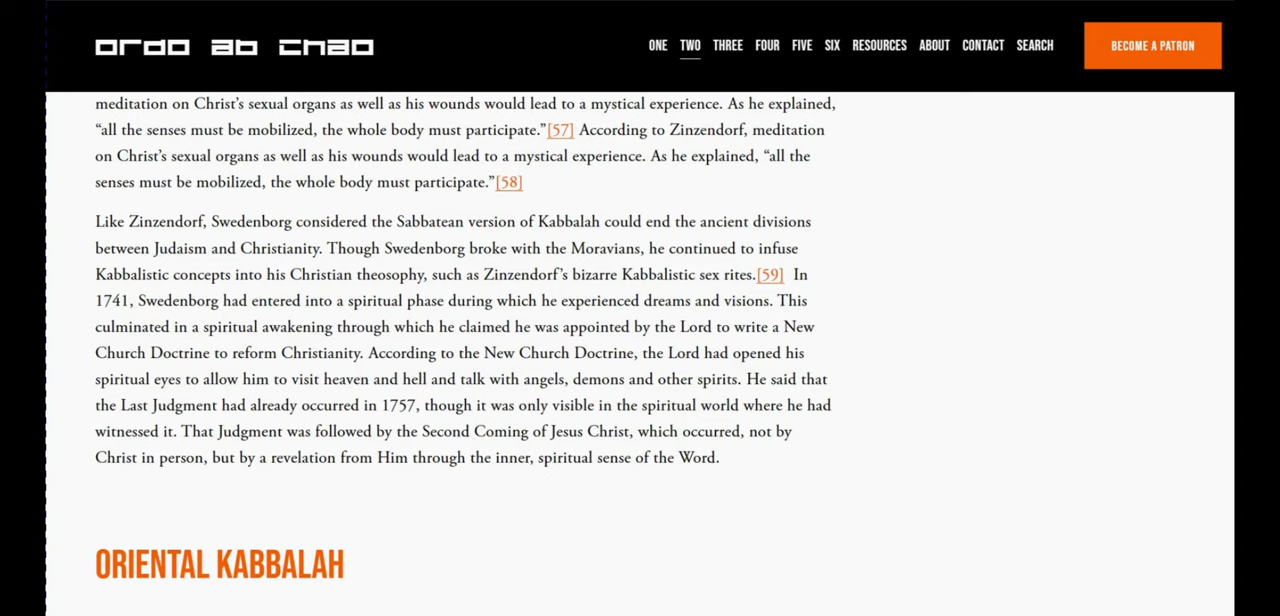 ordo ab chao
ONE TWO THREE FOUR FIVE SIX RESOURCES ABOUT CONTACT SEARCH BECOME A PATRON
meditation on Christ’s sexual organs as well as his wounds would lead to a mystical experience. As he explained,
“all the senses must be mobilized, the whole body must participate.”[57] According to Zinzendorf, meditation
on Christ’s sexual organs as well as his wounds would lead to a mystical experience. As he explained, “all the
senses must be mobilized, the whole body must participate.”[58]
Like Zinzendorf, Swedenborg considered the Sabbatean version of Kabbalah could end the ancient divisions
between Judaism and Christianity. Though Swedenborg broke with the Moravians, he continued to infuse
Kabbalistic concepts into his Christian theosophy, such as Zinzendorf’s bizarre Kabbalistic sex rites.[59] In
1741, Swedenborg had entered into a spiritual phase during which he experienced dreams and visions. This
culminated in a spiritual awakening through which he claimed he was appointed by the Lord to write a New
Church Doctrine to reform Christianity. According to the New Church Doctrine, the Lord had opened his
spiritual eyes to allow him to visit heaven and hell and talk with angels, demons and other spirits. He said that
the Last Judgment had already occurred in 1757, though it was only visible in the spiritual world where he had
witnessed it. That Judgment was followed by the Second Coming of Jesus Christ, which occurred, not by
Christ in person, but by a revelation from Him through the inner, spiritual sense of the Word.
ORIENTAL KABBALAH